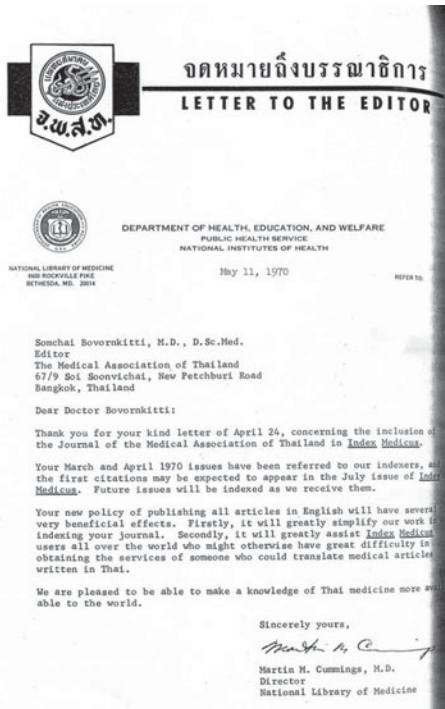 จดหมายถึงบรรณาธิการ
LETTER TO THE EDITOR
จ.พ.ส.ท.
DEPARTMENT OF HEALTH, EDUCATION, AND WELFARE
PUBLIC HEALTH SERVICE
NATIONAL INSTITUTES OF HEALTH
NATIONAL LIBRARY OF MEDICINE
8600 ROCKVILLE PIKE
BETHESDA, MD. 20014
May 11, 1970
REFER TO:
Somchai Bovornkitti, M.D., D.Sc.Med.
Editor
The Medical Association of Thailand
67/9 Soi Soonvichai, New Petchburi Road
Bangkok, Thailand
Dear Doctor Bovornkitti:
Thank you for your kind letter of April 24, concerning the inclusion of
the Journal of the Medical Association of Thailand in Index Medicus.
Your March and April 1970 issues have been referred to our indexers, a
the first citations may be expected to appear in the July issue of Index
Medicus. Future issues will be indexed as we receive them.
Your new policy of publishing all articles in English will have several
very beneficial effects. Firstly, it will greatly simplify our work i
indexing your journal. Secondly, it will greatly assist Index Medicus
users all over the world who might otherwise have great difficulty in
obtaining the services of someone who could translate medical articles
written in Thai.
We are pleased to be able to make a knowledge of Thai medicine more avai
able to the world.
Sincerely yours,
Martin M. Cummings, M.D.
Director
National Library of Medicine